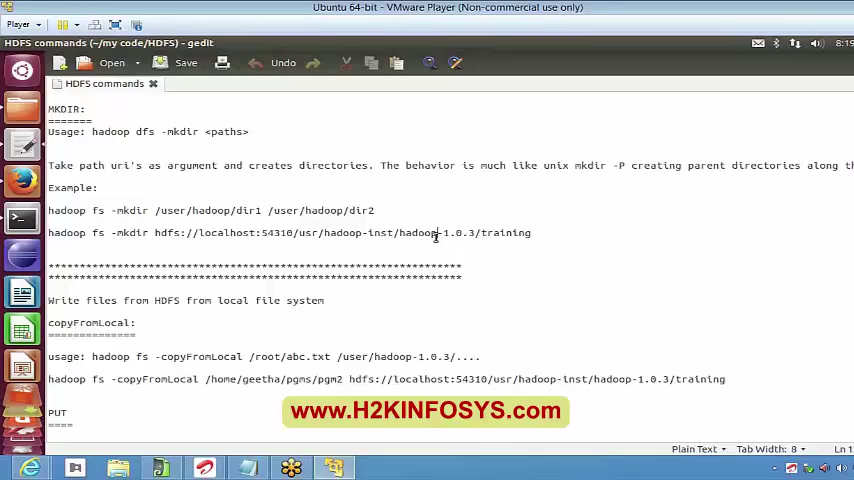 Ubuntu 64-bit - VMware Player (Non-commercial use only)
Player
HDFS commands (~/my code/HDFS) - gedit
8:19
Open
Save
Undo
HDFS commands
MKDIR:
=======
Usage: hadoop dfs -mkdir <paths>
Take path uri's as argument and creates directories. The behavior is much like unix mkdir -P creating parent directories along th
Example:
hadoop fs -mkdir /user/hadoop/dir1 /user/hadoop/dir2
hadoop fs -mkdir hdfs://localhost:54310/usr/hadoop-inst/hadoop-1.0.3/training
******************************************************************
******************************************************************
Write files from HDFS from local file system
copyFromLocal:
==============
usage: hadoop fs -copyFromLocal /root/abc.txt /user/hadoop-1.0.3/....
hadoop fs -copyFromLocal /home/geetha/pgms/pgm2 hdfs://localhost:54310/usr/hadoop-inst/hadoop-1.0.3/training
www.H2KINFOSYS.com
PUT
====
Plain Text
Tab Width: 8
Ln 1